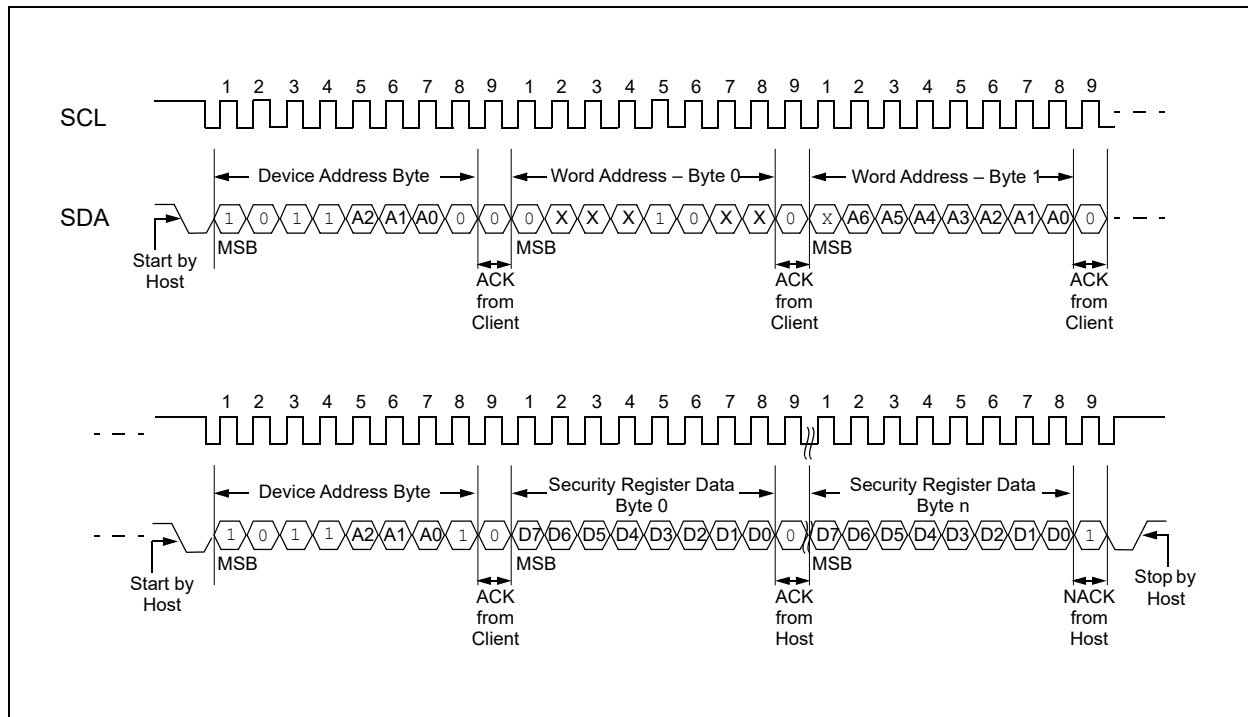 1 2 3 4 5 6 7 8 9 1 2 3 4 5 6 7 8 9 1 2 3 4 5 6 7 8 9
SCL
Device Address Byte Word Address – Byte 0 Word Address – Byte 1
SDA 1 0 1 1 A2 A1 A0 0 0 0 X X X 1 0 X X 0 X A6 A5 A4 A3 A2 A1 A0 0
MSB MSB MSB
Start by
Host
ACK
from
Client
ACK
from
Client
ACK
from
Client
1 2 3 4 5 6 7 8 9 1 2 3 4 5 6 7 8 9 1 2 3 4 5 6 7 8 9
Device Address Byte
Security Register Data
Byte 0
Security Register Data
Byte n
1 0 1 1 A2 A1 A0 1 0 D7 D6 D5 D4 D3 D2 D1 D0 0 D7 D6 D5 D4 D3 D2 D1 D0 1
MSB MSB MSB
Start by
Host
ACK
from
Client
ACK
from
Host
NACK
from
Host
Stop by
Host